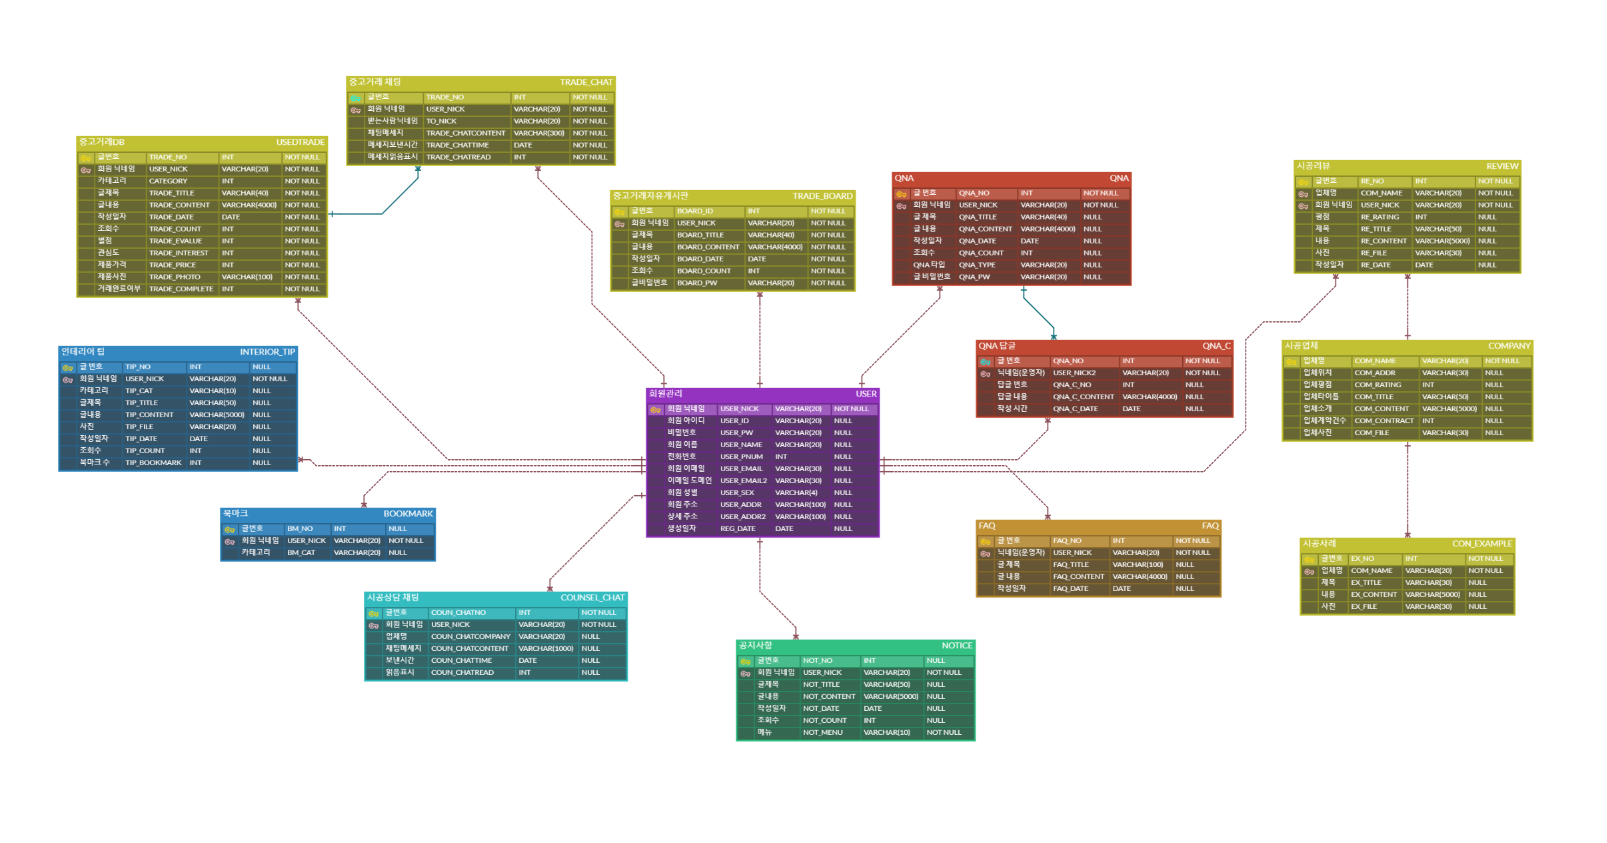 중고거래 채팅 TRADE_CHAT
글번호 TRADE_NO INT NOT NULL
회원 닉네임 USER_NICK VARCHAR(20) NOT NULL
받는사람닉네임 TO_NICK VARCHAR(20) NOT NULL
채팅메세지 TRADE_CHATCONTENT VARCHAR(300) NOT NULL
메세지보낸시간 TRADE_CHATTIME DATE NOT NULL
메세지읽음표시 TRADE_CHATREAD INT NOT NULL
중고거래DB USEDTRADE
글번호 TRADE_NO INT NOT NULL
회원 닉네임 USER_NICK VARCHAR(20) NOT NULL
카테고리 CATEGORY INT NOT NULL
글제목 TRADE_TITLE VARCHAR(40) NOT NULL
글내용 TRADE_CONTENT VARCHAR(4000) NOT NULL
작성일자 TRADE_DATE DATE NOT NULL
조회수 TRADE_COUNT INT NOT NULL
별점 TRADE_EVALUE INT NOT NULL
관심도 TRADE_INTEREST INT NOT NULL
제품가격 TRADE_PRICE INT NOT NULL
제품사진 TRADE_PHOTO VARCHAR(100) NOT NULL
거래완료여부 TRADE_COMPLETE INT NOT NULL
중고거래자유게시판 TRADE_BOARD
글번호 BOARD_ID INT NOT NULL
회원 닉네임 USER_NICK VARCHAR(20) NOT NULL
글제목 BOARD_TITLE VARCHAR(40) NOT NULL
글내용 BOARD_CONTENT VARCHAR(4000) NOT NULL
작성일자 BOARD_DATE DATE NOT NULL
조회수 BOARD_COUNT INT NOT NULL
글비밀번호 BOARD_PW VARCHAR(20) NOT NULL
QNA QNA
글 번호 QNA_NO INT NOT NULL
회원 닉네임 USER_NICK VARCHAR(20) NOT NULL
글 제목 QNA_TITLE VARCHAR(40) NULL
글 내용 QNA_CONTENT VARCHAR(4000) NULL
작성일자 QNA_DATE DATE NULL
조회수 QNA_COUNT INT NULL
QNA 타입 QNA_TYPE VARCHAR(20) NULL
글 비밀번호 QNA_PW VARCHAR(20) NULL
시공리뷰 REVIEW
글번호 RE_NO INT NOT NULL
업체명 COM_NAME VARCHAR(20) NOT NULL
회원 닉네임 USER_NICK VARCHAR(20) NOT NULL
평점 RE_RATING INT NULL
제목 RE_TITLE VARCHAR(50) NULL
내용 RE_CONTENT VARCHAR(5000) NULL
사진 RE_FILE VARCHAR(30) NULL
작성일자 RE_DATE DATE NULL
인테리어 팁 INTERIOR_TIP
글 번호 TIP_NO INT NULL
회원 닉네임 USER_NICK VARCHAR(20) NOT NULL
카테고리 TIP_CAT VARCHAR(10) NULL
글제목 TIP_TITLE VARCHAR(50) NULL
글내용 TIP_CONTENT VARCHAR(5000) NULL
사진 TIP_FILE VARCHAR(20) NULL
작성일자 TIP_DATE DATE NULL
조회수 TIP_COUNT INT NULL
북마크 수 TIP_BOOKMARK INT NULL
QNA 답글 QNA_C
글 번호 QNA_NO INT NOT NULL
닉네임(운영자) USER_NICK2 VARCHAR(20) NOT NULL
답글 번호 QNA_C_NO INT NULL
답글 내용 QNA_C_CONTENT VARCHAR(4000) NULL
작성 시간 QNA_C_DATE DATE NULL
시공업체 COMPANY
업체명 COM_NAME VARCHAR(20) NOT NULL
업체위치 COM_ADDR VARCHAR(30) NULL
업체평점 COM_RATING INT NULL
업체타이틀 COM_TITLE VARCHAR(50) NULL
업체소개 COM_CONTENT VARCHAR(5000) NULL
업체계약건수 COM_CONTRACT INT NULL
업체사진 COM_FILE VARCHAR(30) NULL
회원관리 USER
회원 닉네임 USER_NICK VARCHAR(20) NOT NULL
회원 아이디 USER_ID VARCHAR(20) NULL
비밀번호 USER_PW VARCHAR(20) NULL
회원 이름 USER_NAME VARCHAR(20) NULL
전화번호 USER_PNUM INT NULL
회원 이메일 USER_EMAIL VARCHAR(30) NULL
이메일 도메인 USER_EMAIL2 VARCHAR(30) NULL
회원 성별 USER_SEX VARCHAR(4) NULL
회원 주소 USER_ADDR VARCHAR(100) NULL
상세 주소 USER_ADDR2 VARCHAR(100) NULL
생성일자 REG_DATE DATE NULL
북마크 BOOKMARK
글번호 BM_NO INT NULL
회원 닉네임 USER_NICK VARCHAR(20) NOT NULL
카테고리 BM_CAT VARCHAR(20) NULL
FAQ FAQ
글 번호 FAQ_NO INT NOT NULL
닉네임(운영자) USER_NICK VARCHAR(20) NOT NULL
글 제목 FAQ_TITLE VARCHAR(100) NULL
글 내용 FAQ_CONTENT VARCHAR(4000) NULL
작성일자 FAQ_DATE DATE NULL
시공사례 CON_EXAMPLE
글번호 EX_NO INT NOT NULL
업체명 COM_NAME VARCHAR(20) NOT NULL
제목 EX_TITLE VARCHAR(30) NULL
내용 EX_CONTENT VARCHAR(5000) NULL
사진 EX_FILE VARCHAR(30) NULL
시공상담 채팅 COUNSEL_CHAT
글번호 COUN_CHATNO INT NOT NULL
회원 닉네임 USER_NICK VARCHAR(20) NOT NULL
업체명 COUN_CHATCOMPANY VARCHAR(20) NULL
채팅메세지 COUN_CHATCONTENT VARCHAR(1000) NULL
보낸시간 COUN_CHATTIME DATE NULL
읽음표시 COUN_CHATREAD INT NULL
공지사항 NOTICE
글번호 NOT_NO INT NULL
회원 닉네임 USER_NICK VARCHAR(20) NOT NULL
글제목 NOT_TITLE VARCHAR(50) NULL
글내용 NOT_CONTENT VARCHAR(5000) NULL
작성일자 NOT_DATE DATE NULL
조회수 NOT_COUNT INT NULL
메뉴 NOT_MENU VARCHAR(10) NOT NULL